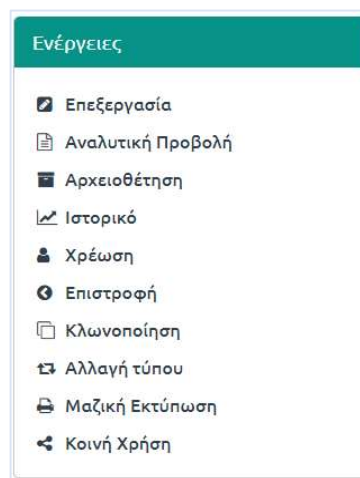 Ενέργειες
Επεξεργασία
Αναλυτική Προβολή
Αρχειοθέτηση
Ιστορικό
Χρέωση
Επιστροφή
Κλωνοποίηση
Αλλαγή τύπου
Μαζική Εκτύπωση
Κοινή Χρήση